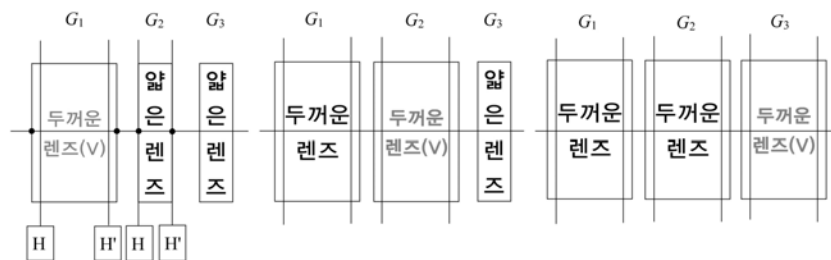 G₁ G₂ G₃
두꺼운
렌즈(V)
얇은렌즈
얇은렌즈
H H' H H'
G₁ G₂ G₃
두꺼운
렌즈
두꺼운
렌즈(V)
얇은렌즈
G₁ G₂ G₃
두꺼운
렌즈
두꺼운
렌즈
두꺼운
렌즈(V)